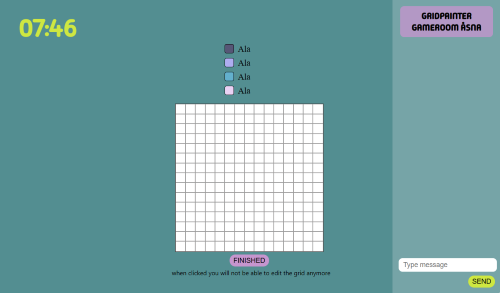 07:46
Ala
Ala
Ala
Ala
FINISHED
when clicked you will not be able to edit the grid anymore
GRIDPAINTER
GAMEROOM ÅSNA
Type message
SEND